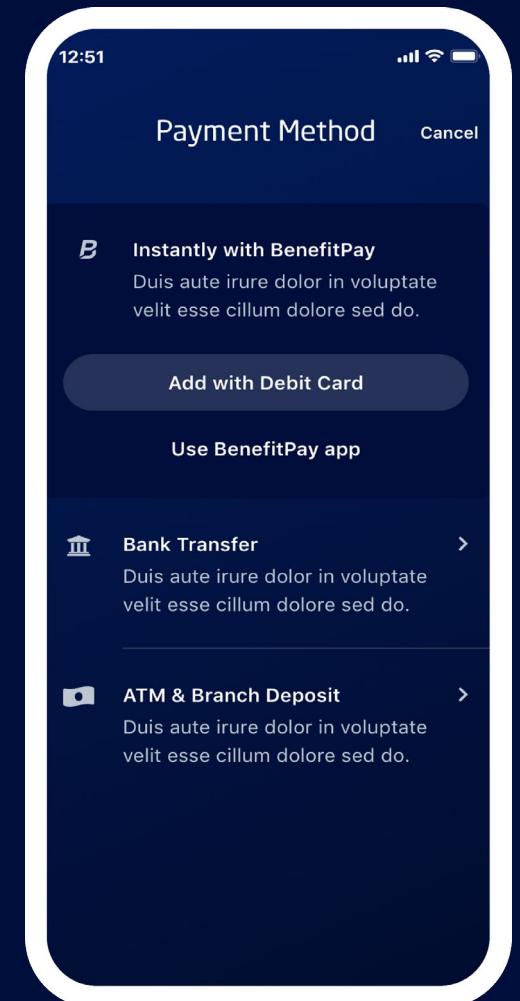 12:51
Payment Method
Cancel
Instantly with BenefitPay
Duis aute irure dolor in voluptate
velit esse cillum dolore sed do.
Add with Debit Card
Use BenefitPay app
Bank Transfer
Duis aute irure dolor in voluptate
velit esse cillum dolore sed do.
ATM & Branch Deposit
Duis aute irure dolor in voluptate
velit esse cillum dolore sed do.